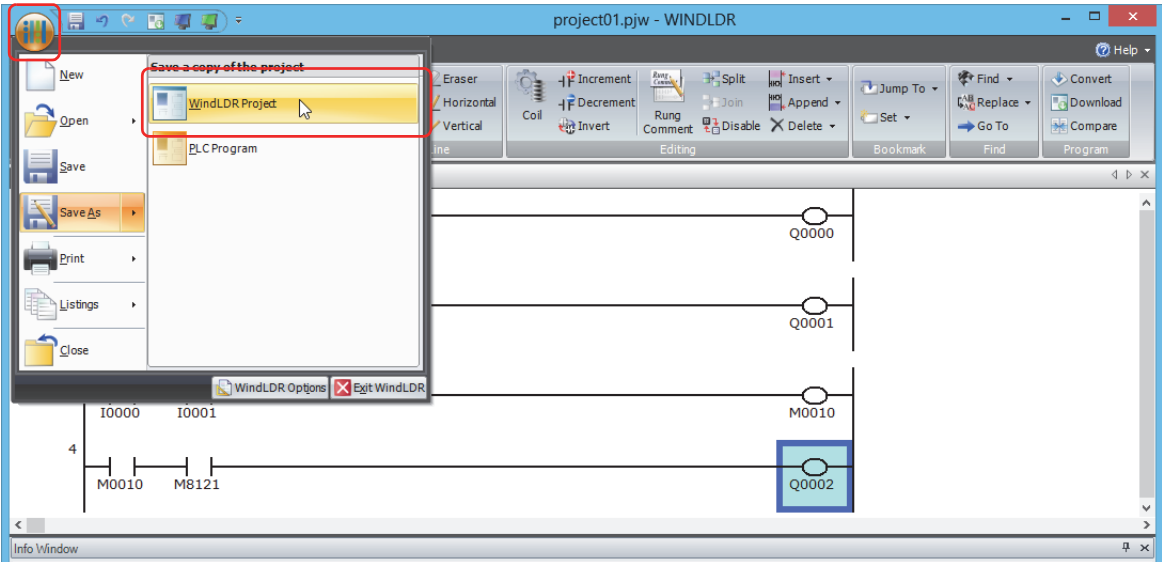 project01.pjw - WINDLDR
Help
New
Open
Save
Save As
Print
Listings
Close
Save a copy of the project
WindLDR Project
PLC Program
WindLDR Options
Exit WindLDR
Eraser
Horizontal
Vertical
Coil
Increment
Decrement
Invert
Rung
Comment
Split
Join
Disable
Insert
Append
Delete
Editing
Jump To
Set
Bookmark
Find
Replace
Go To
Find
Convert
Download
Compare
Program
Q0000
Q0001
I0000 I0001 M0010
4
M0010 M8121 Q0002
Info Window